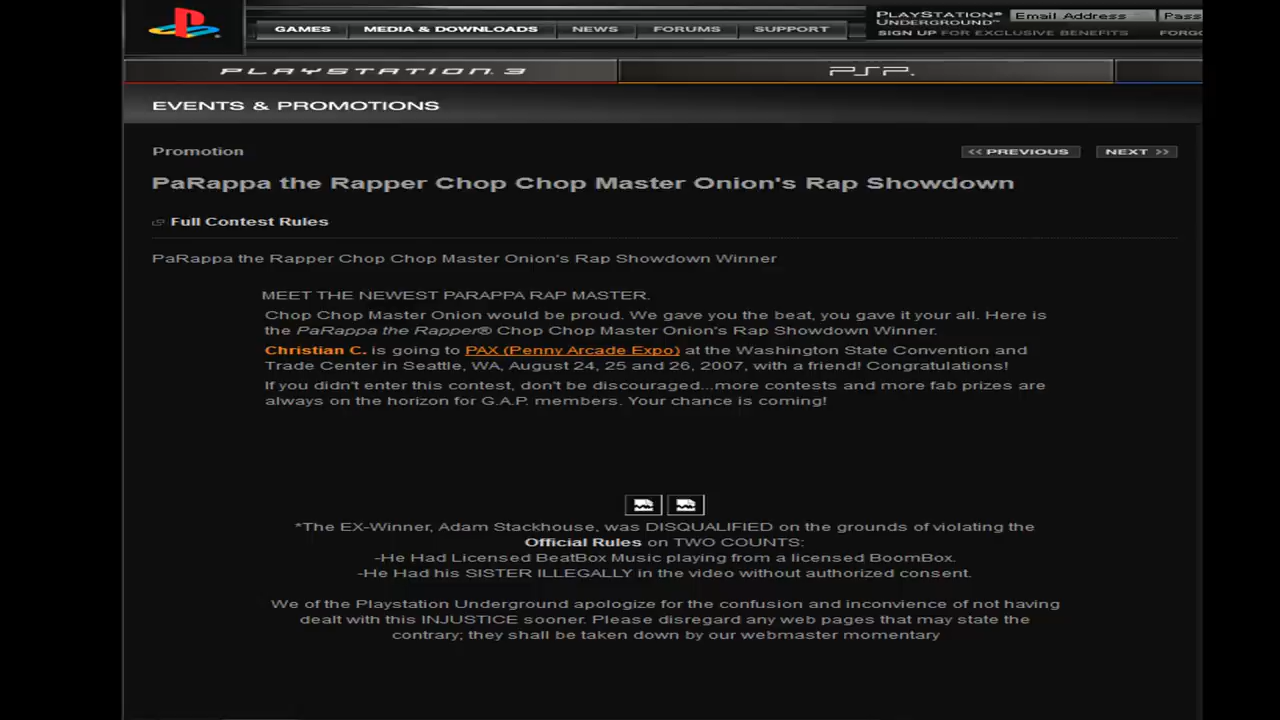 GAMES
MEDIA & DOWNLOADS
NEWS
FORUMS
SUPPORT
PLAYSTATION®
UNDERGROUND™
Email Address
Pass
SIGN UP FOR EXCLUSIVE BENEFITS
FORGO
PLAYSTATION 3
PSP
EVENTS & PROMOTIONS
Promotion
<< PREVIOUS
NEXT >>
PaRappa the Rapper Chop Chop Master Onion's Rap Showdown
Full Contest Rules
PaRappa the Rapper Chop Chop Master Onion's Rap Showdown Winner
MEET THE NEWEST PARAPPA RAP MASTER.
Chop Chop Master Onion would be proud. We gave you the beat, you gave it your all. Here is
the PaRappa the Rapper® Chop Chop Master Onion's Rap Showdown Winner.
Christian C. is going to PAX (Penny Arcade Expo) at the Washington State Convention and
Trade Center in Seattle, WA, August 24, 25 and 26, 2007, with a friend! Congratulations!
If you didn't enter this contest, don't be discouraged...more contests and more fab prizes are
always on the horizon for G.A.P. members. Your chance is coming!
*The EX-Winner, Adam Stackhouse, was DISQUALIFIED on the grounds of violating the
Official Rules on TWO COUNTS:
-He Had Licensed BeatBox Music playing from a licensed BoomBox.
-He Had his SISTER ILLEGALLY in the video without authorized consent.
We of the Playstation Underground apologize for the confusion and inconvience of not having
dealt with this INJUSTICE sooner. Please disregard any web pages that may state the
contrary; they shall be taken down by our webmaster momentary